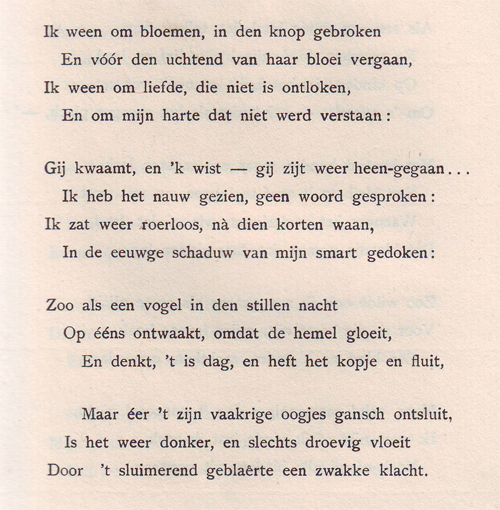 Ik ween om bloemen, in den knop gebroken
En vóór den uchtend van haar bloei vergaan,
Ik ween om liefde, die niet is ontloken,
En om mijn harte dat niet werd verstaan:
Gij kwaamt, en 'k wist — gij zijt weer heen-gegaan...
Ik heb het nauw gezien, geen woord gesproken:
Ik zat weer roerloos, nà dien korten waan,
In de eeuwge schaduw van mijn smart gedoken:
Zoo als een vogel in den stillen nacht
Op ééns ontwaakt, omdat de hemel gloeit,
En denkt, 't is dag, en heft het kopje en fluit,
Maar éer 't zijn vaakrige oogjes gansch ontsluit,
Is het weer donker, en slechts droevig vloeit
Door 't sluimerend geblaêrte een zwakke klacht.